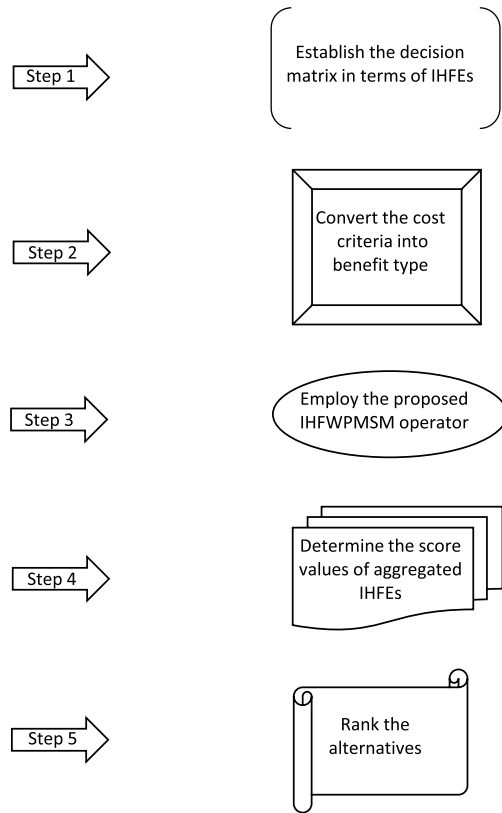 Step 1
Establish the decision
matrix in terms of IHFEs
Step 2
Convert the cost
criteria into
benefit type
Step 3
Employ the proposed
IHFWPMSM operator
Step 4
Determine the score
values of aggregated
IHFEs
Step 5
Rank the
alternatives